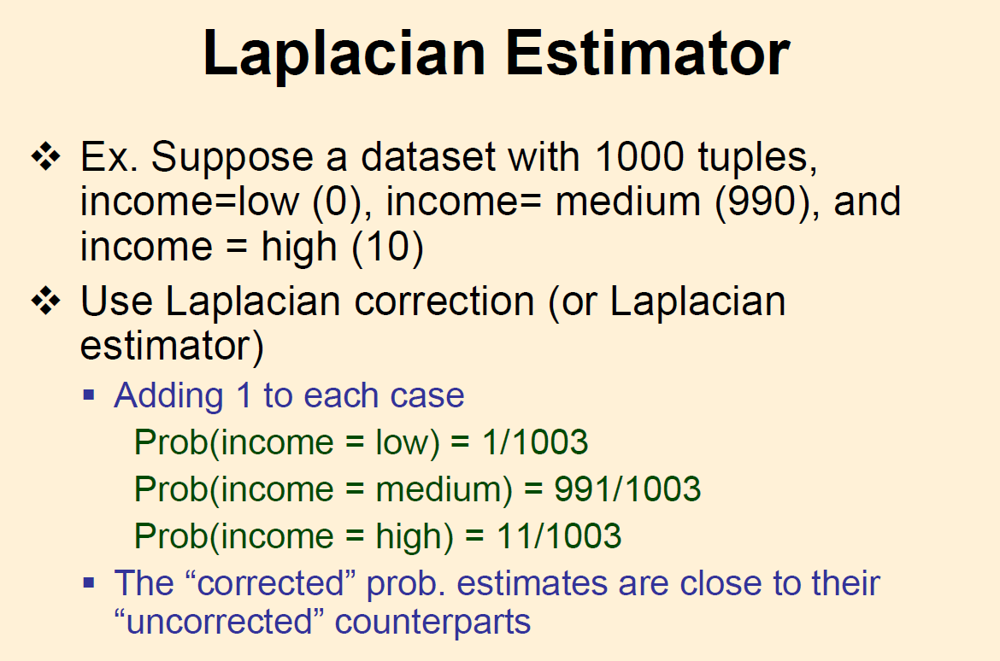 Laplacian Estimator
❖ Ex. Suppose a dataset with 1000 tuples,
income=low (0), income= medium (990), and
income = high (10)
❖ Use Laplacian correction (or Laplacian
estimator)
▪ Adding 1 to each case
Prob(income = low) = 1/1003
Prob(income = medium) = 991/1003
Prob(income = high) = 11/1003
▪ The “corrected” prob. estimates are close to their
“uncorrected” counterparts